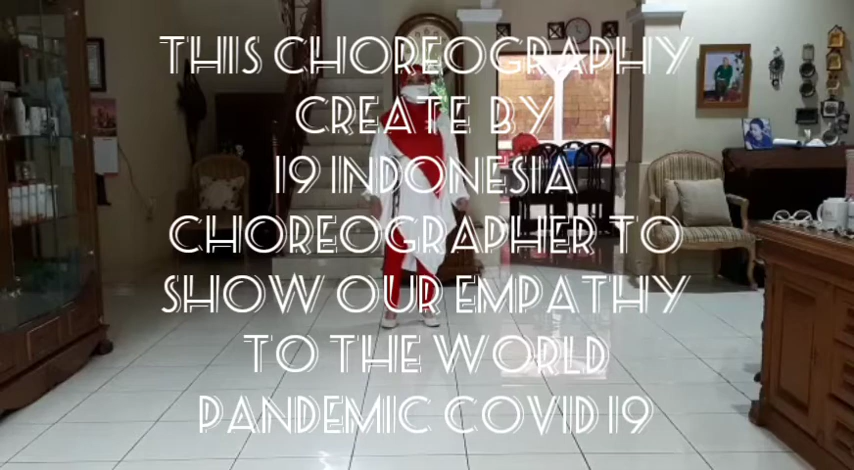 THIS CHOREOGRAPHY
CREATE BY
19 INDONESIA
CHOREOGRAPHER TO
SHOW OUR EMPATHY
TO THE WORLD
PANDEMIC COVID 19